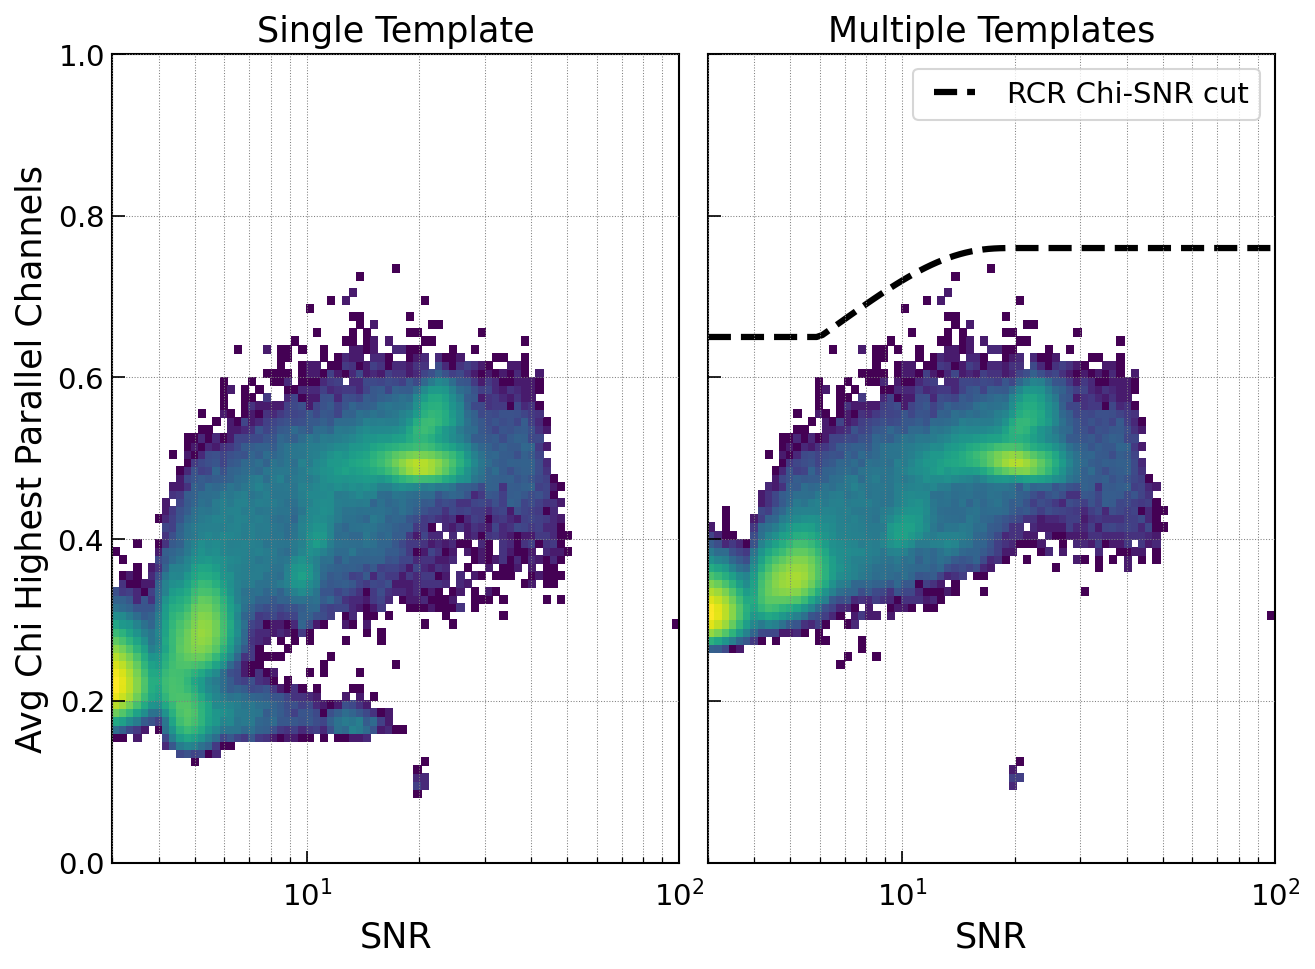 Single Template
Multiple Templates
RCR Chi-SNR cut
Avg Chi Highest Parallel Channels
1.0
0.8
0.6
0.4
0.2
0.0
10¹
10²
10¹
10²
SNR
SNR